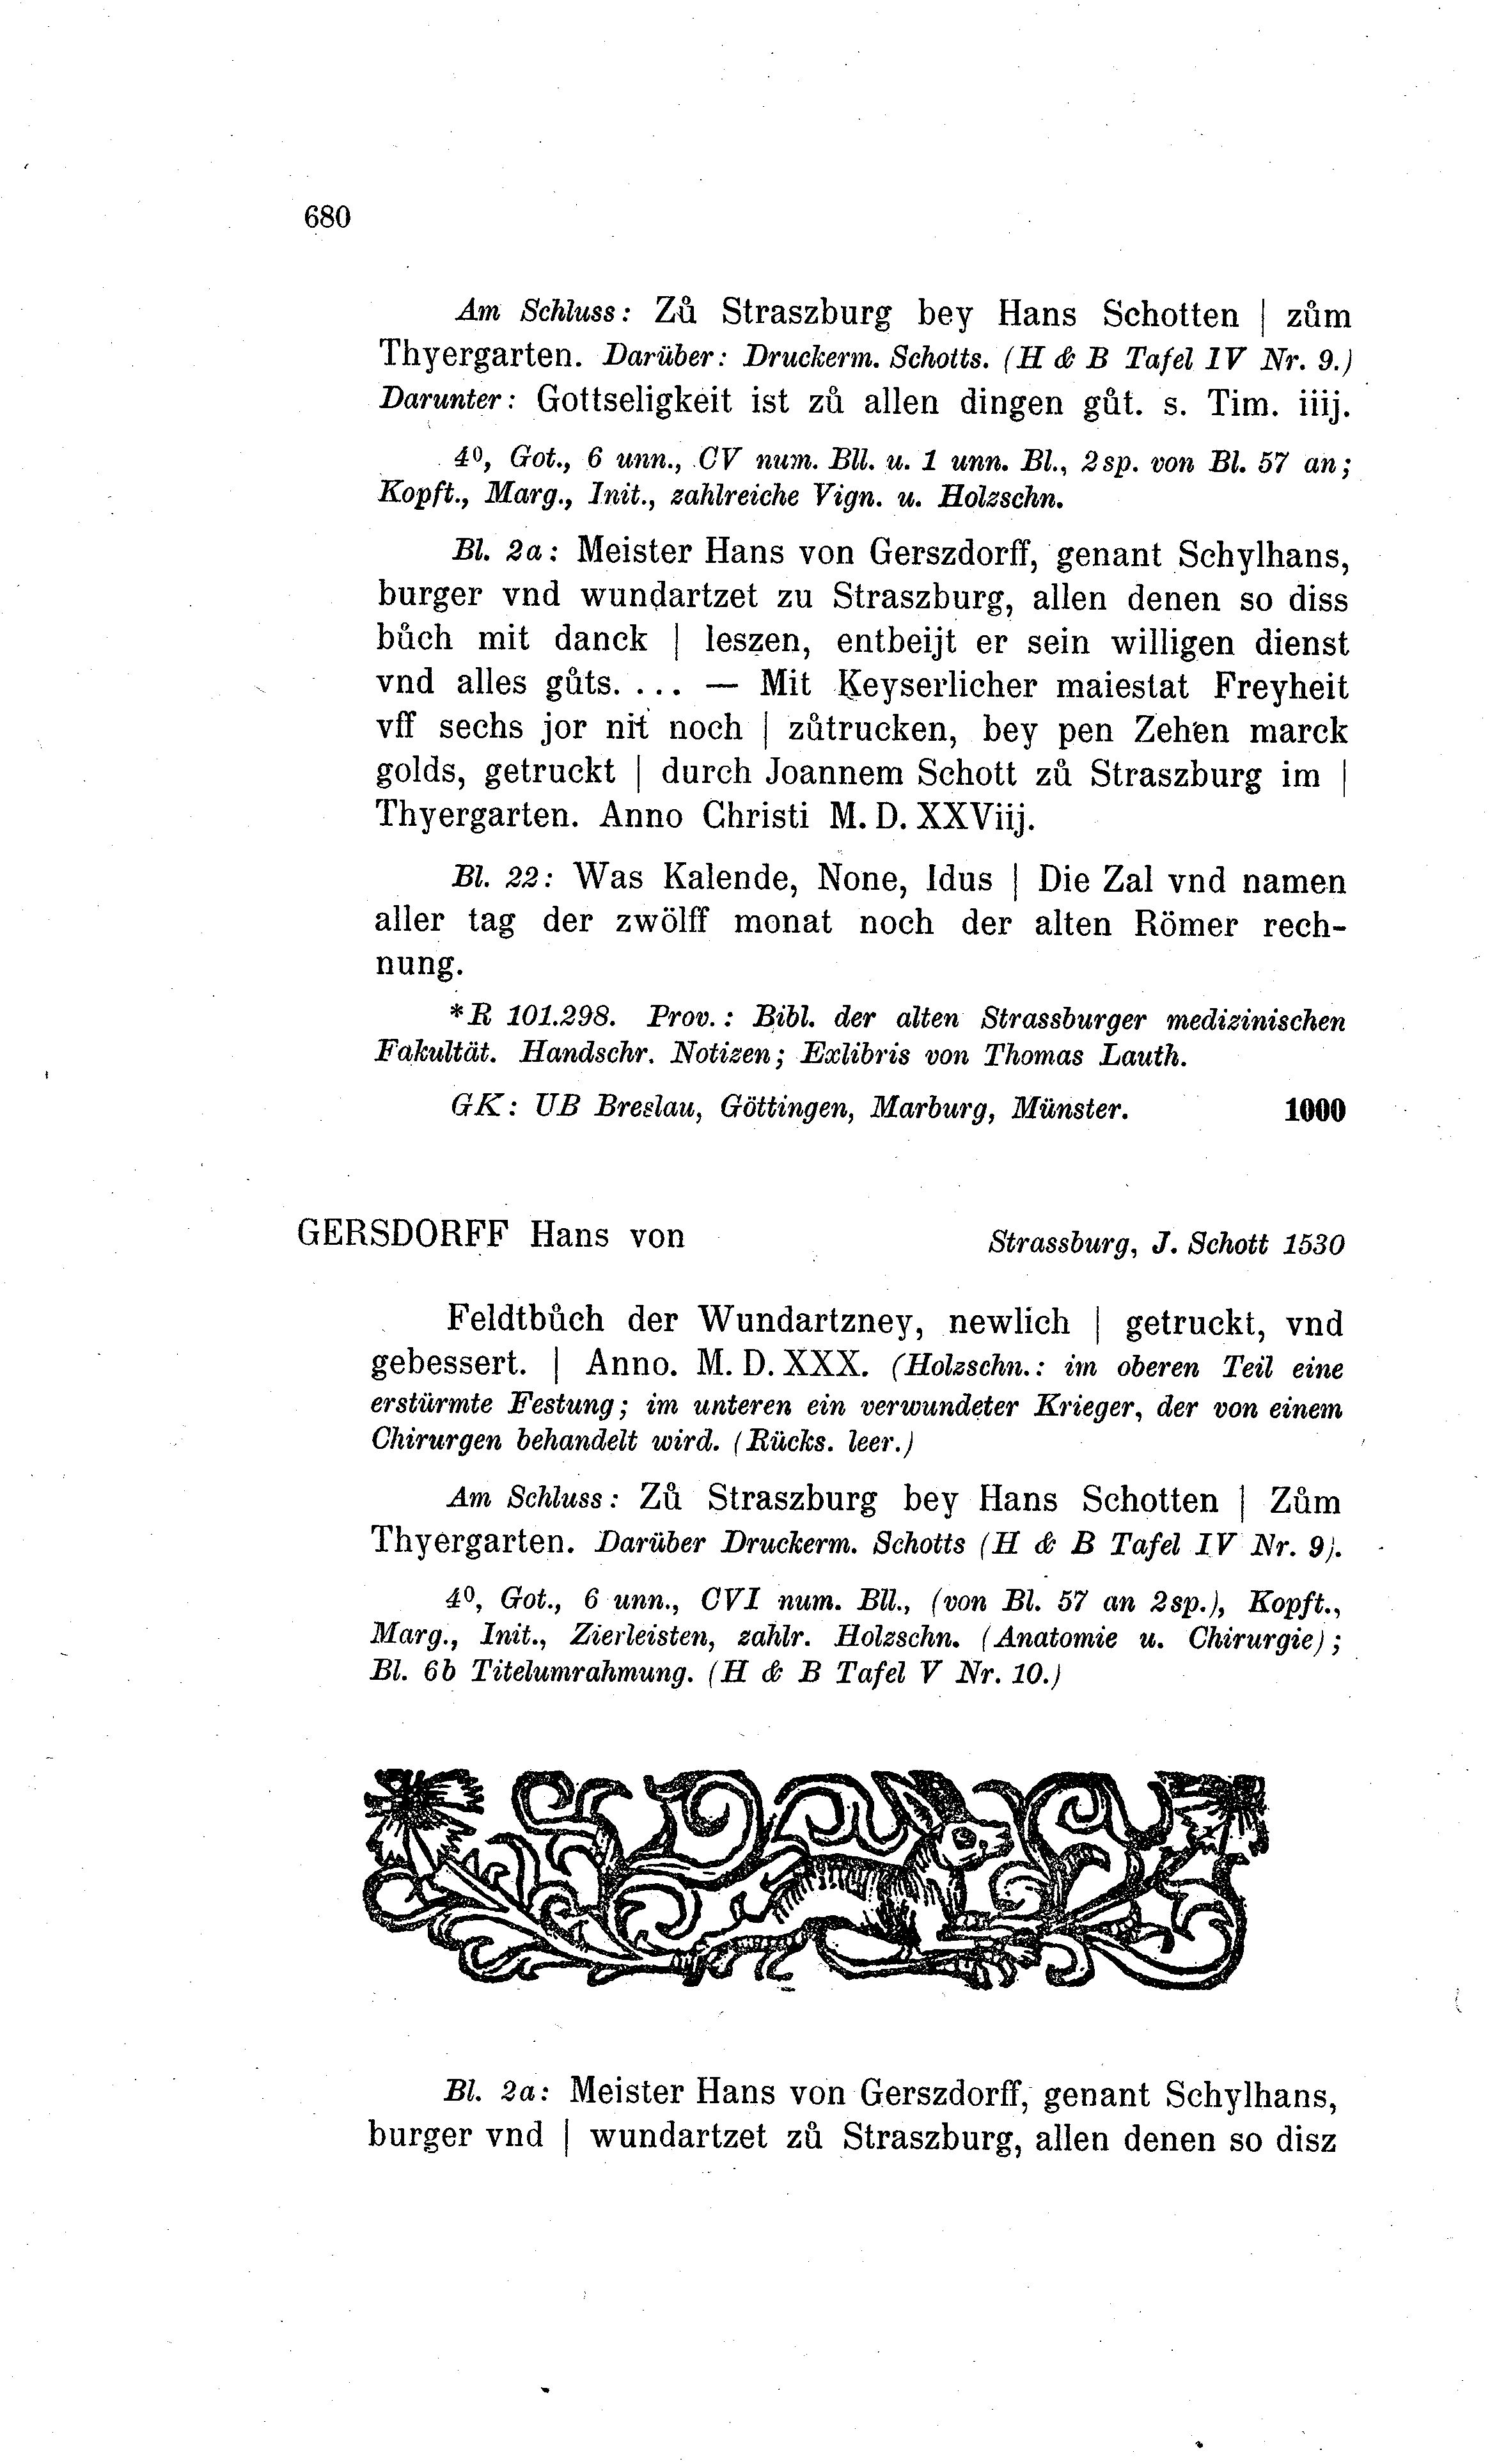 680
Am Schluss: Zů Straszburg bey Hans Schotten | zům
Thyergarten. Darüber: Druckerm. Schotts. (H & B Tafel IV Nr. 9.)
Darunter: Gottseligkeit ist zů allen dingen gůt. s. Tim. iiij.
4⁰, Got., 6 unn., CV num. Bll. u. 1 unn. Bl., 2sp. von Bl. 57 an;
Kopft., Marg., Init., zahlreiche Vign. u. Holzschn.
Bl. 2a: Meister Hans von Gerszdorff, genant Schylhans,
burger vnd wundartzet zu Straszburg, allen denen so diss
bůch mit danck | leszen, entbeijt er sein willigen dienst
vnd alles gůts. ... — Mit Keyserlicher maiestat Freyheit
vff sechs jor nit noch | zůtrucken, bey pen Zehen marck
golds, getruckt | durch Joannem Schott zů Straszburg im |
Thyergarten. Anno Christi M. D. XXViij.
Bl. 22: Was Kalende, None, Idus | Die Zal vnd namen
aller tag der zwölff monat noch der alten Römer rech-
nung.
*R 101.298. Prov.: Bibl. der alten Strassburger medizinischen
Fakultät. Handschr. Notizen; Exlibris von Thomas Lauth.
GK: UB Breslau, Göttingen, Marburg, Münster. 1000
GERSDORFF Hans von Strassburg, J. Schott 1530
Feldtbůch der Wundartzney, newlich | getruckt, vnd
gebessert. | Anno. M. D. XXX. (Holzschn.: im oberen Teil eine
erstürmte Festung; im unteren ein verwundeter Krieger, der von einem
Chirurgen behandelt wird. (Rücks. leer.)
Am Schluss: Zů Straszburg bey Hans Schotten | Zům
Thyergarten. Darüber Druckerm. Schotts (H & B Tafel IV Nr. 9).
4⁰, Got., 6 unn., CVI num. Bll., (von Bl. 57 an 2sp.), Kopft.,
Marg., Init., Zierleisten, zahlr. Holzschn. (Anatomie u. Chirurgie);
Bl. 6b Titelumrahmung. (H & B Tafel V Nr. 10.)
Bl. 2a: Meister Hans von Gerszdorff, genant Schylhans,
burger vnd | wundartzet zů Straszburg, allen denen so disz